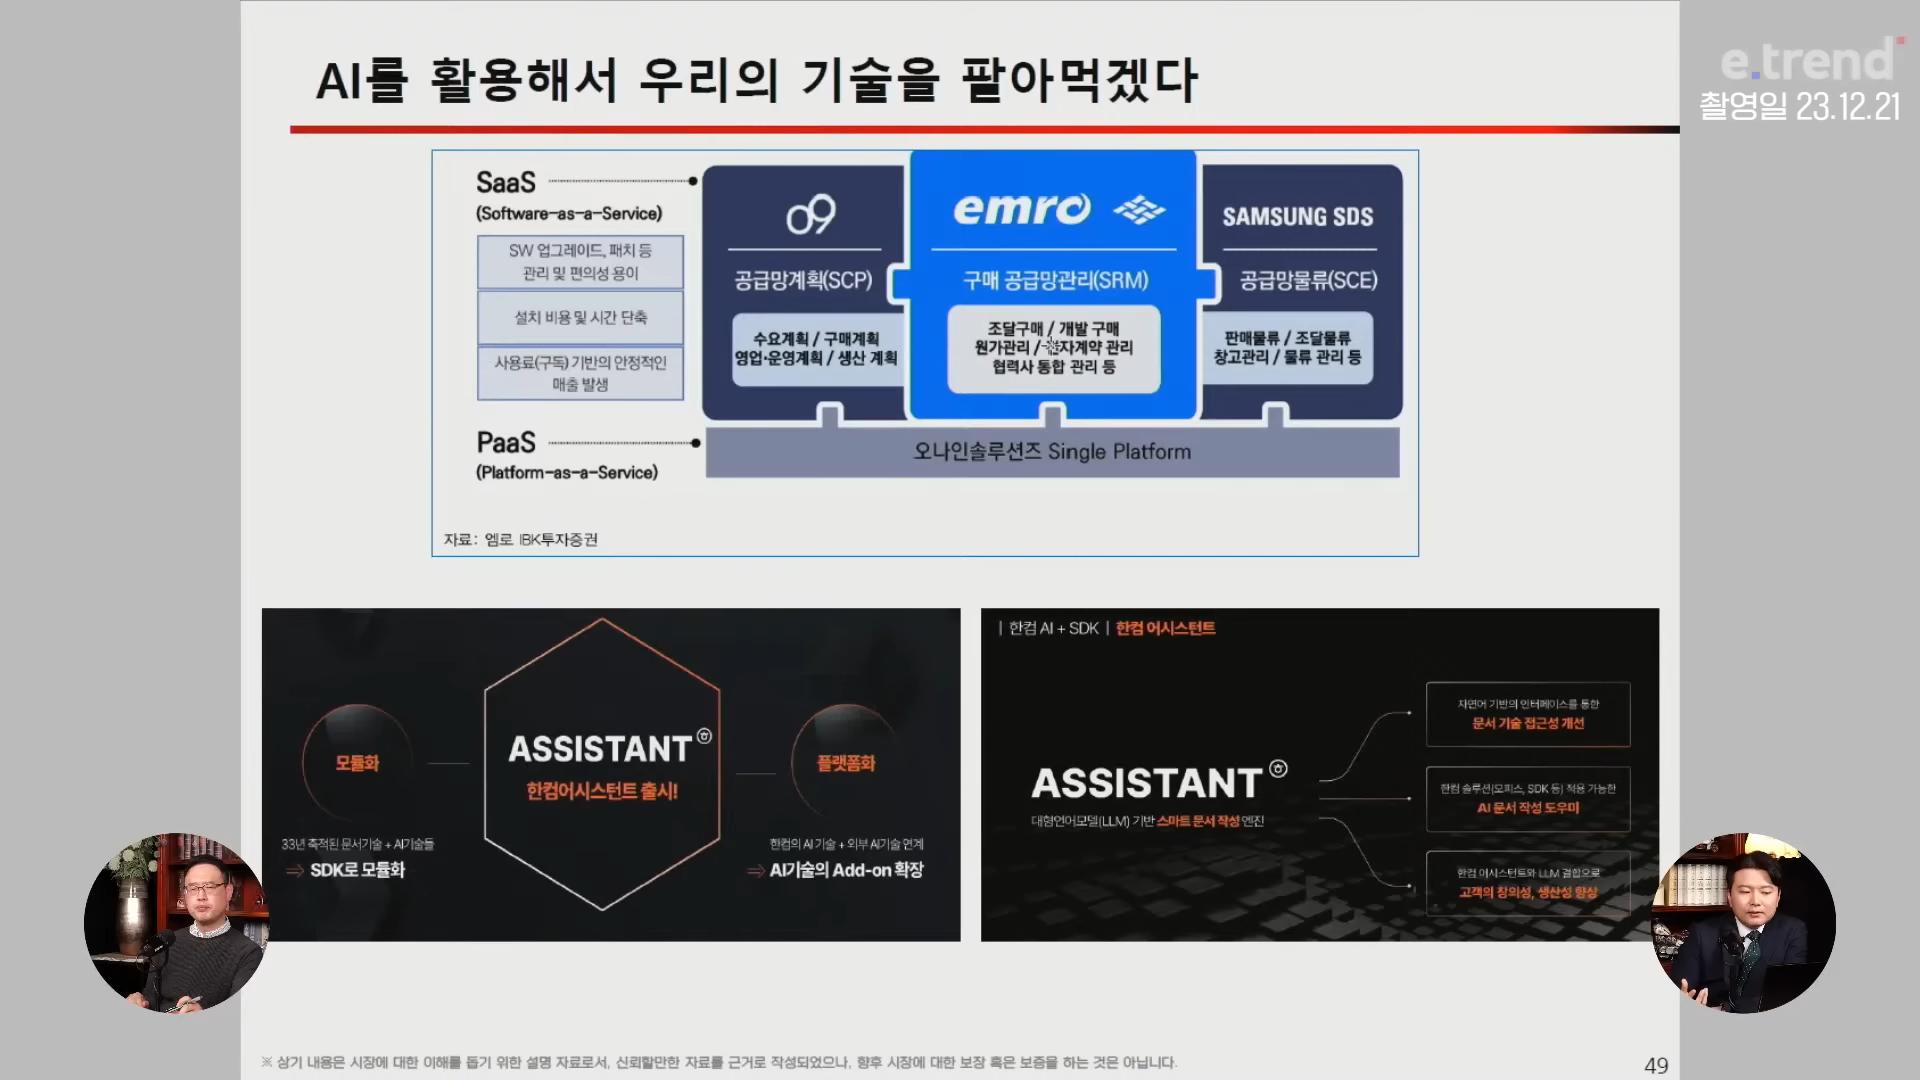 AI를 활용해서 우리의 기술을 팔아먹겠다
e.trend
촬영일 23.12.21
SaaS
(Software-as-a-Service)
SW 업그레이드, 패치 등
관리 및 편의성 용이
설치 비용 및 시간 단축
사용료(구독) 기반의 안정적인
매출 발생
PaaS
(Platform-as-a-Service)
o9
공급망계획(SCP)
수요계획 / 구매계획
영업·운영계획 / 생산 계획
emro
구매 공급망관리(SRM)
조달구매 / 개발 구매
원가관리 / 계약 관리
협력사 통합 관리 등
SAMSUNG SDS
공급망물류(SCE)
판매물류 / 조달물류
창고관리 / 물류 관리 등
오나인솔루션즈 Single Platform
자료: 엠로 IBK투자증권
모듈화
33년 축적된 문서기술 + AI기술들
⇒ SDK로 모듈화
ASSISTANT
한컴어시스턴트 출시!
플랫폼화
한컴의 AI 기술 + 외부 AI기술 연계
⇒ AI기술의 Add-on 확장
| 한컴 AI + SDK | 한컴 어시스턴트
ASSISTANT
대형언어모델(LLM) 기반 스마트 문서 작성 엔진
자연어 기반의 인터페이스를 통한
문서 기술 접근성 개선
한컴 솔루션(오피스, SDK 등) 적용 가능한
AI 문서 작성 도우미
한컴 어시스턴트와 LLM 결합으로
고객의 창의성, 생산성 향상
※ 상기 내용은 시장에 대한 이해를 돕기 위한 설명 자료로서, 신뢰할만한 자료를 근거로 작성되었으나, 향후 시장에 대한 보장 혹은 보증을 하는 것은 아닙니다.
49